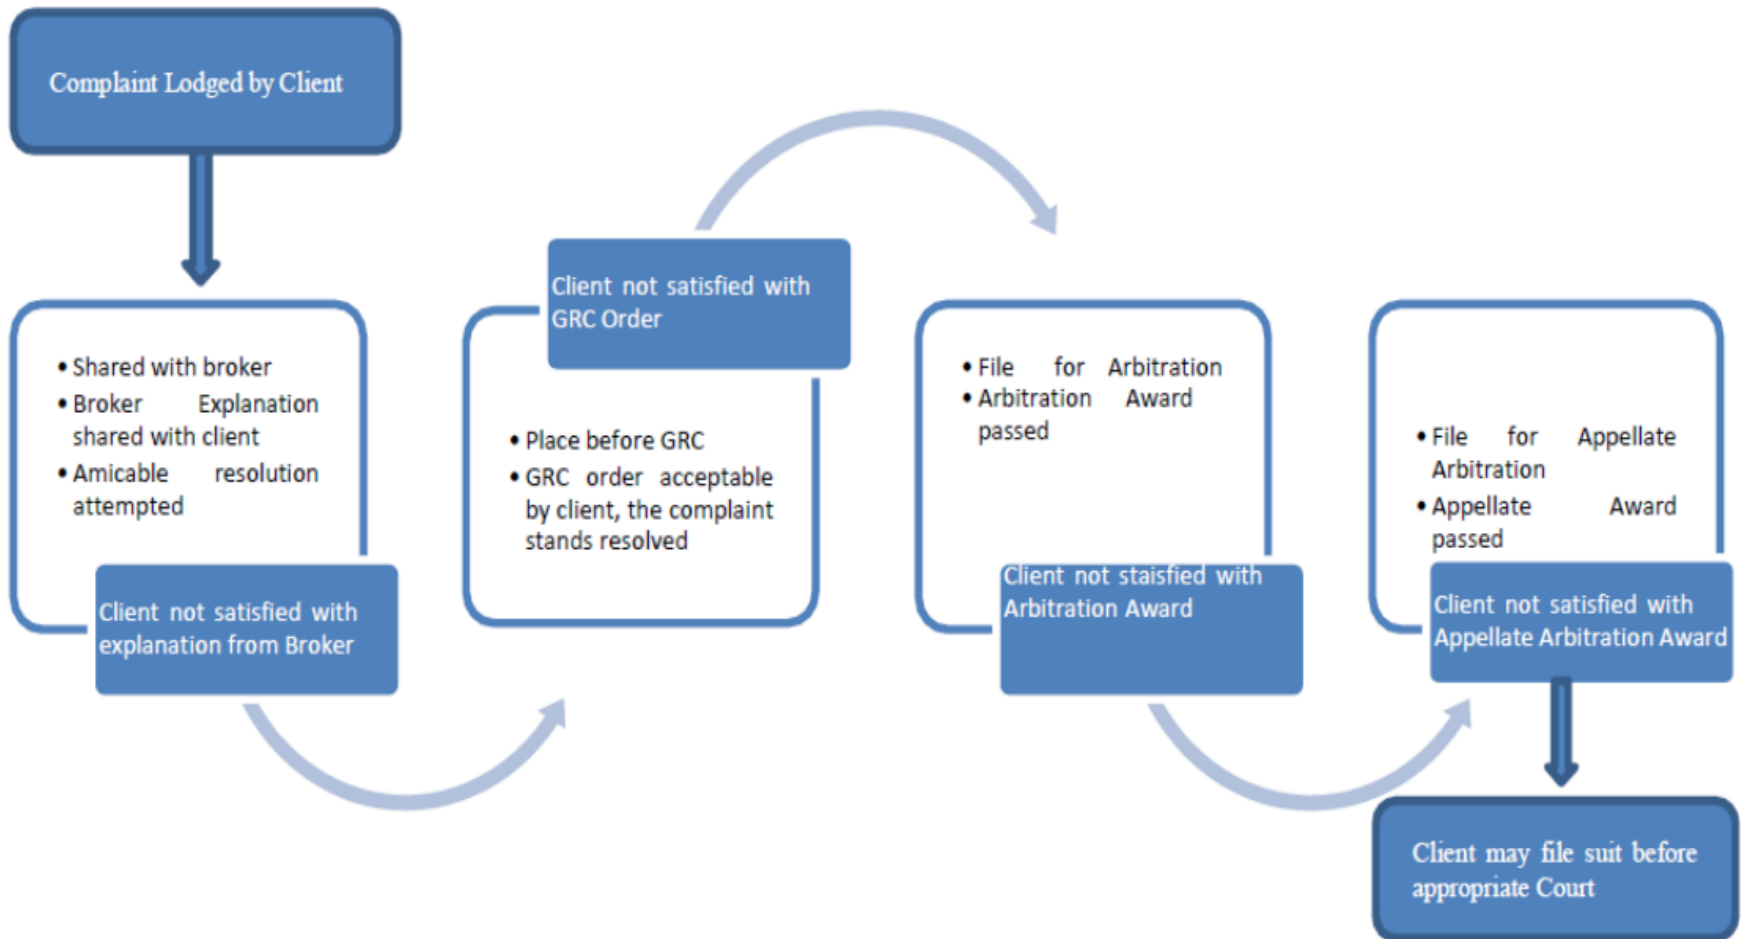 Complaint Lodged by Client
• Shared with broker
• Broker Explanation
shared with client
• Amicable resolution
attempted
Client not satisfied with
explanation from Broker
Client not satisfied with
GRC Order
• Place before GRC
• GRC order acceptable
by client, the complaint
stands resolved
• File for Arbitration
• Arbitration Award
passed
Client not staisfied with
Arbitration Award
• File for Appellate
Arbitration
• Appellate Award
passed
Client not satisfied with
Appellate Arbitration Award
Client may file suit before
appropriate Court